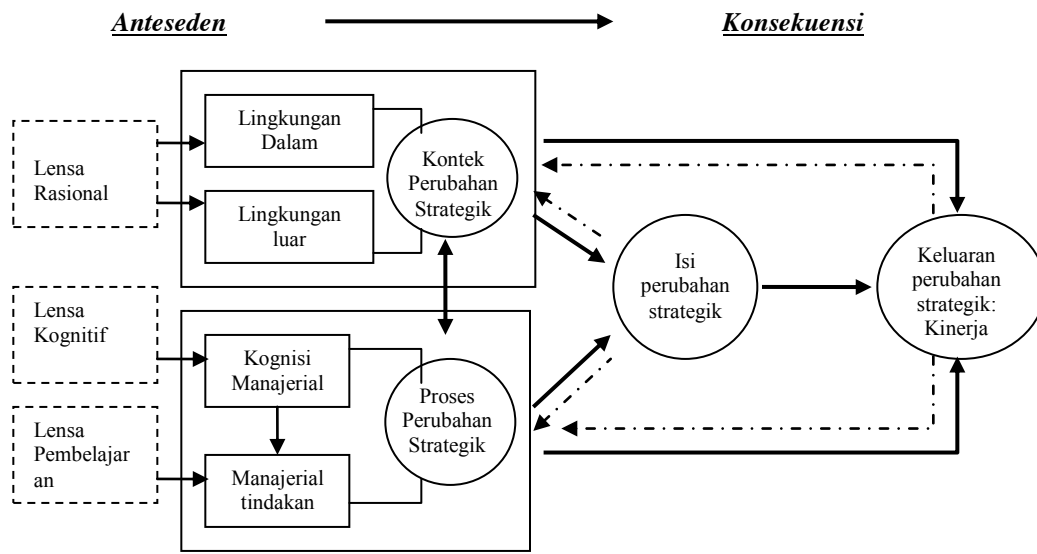 Anteseden
Konsekuensi
Lensa
Rasional
Lingkungan
Dalam
Lingkungan
luar
Kontek
Perubahan
Strategik
Isi
perubahan
strategik
Keluaran
perubahan
strategik:
Kinerja
Lensa
Kognitif
Lensa
Pembelajar
an
Kognisi
Manajerial
Manajerial
tindakan
Proses
Perubahan
Strategik